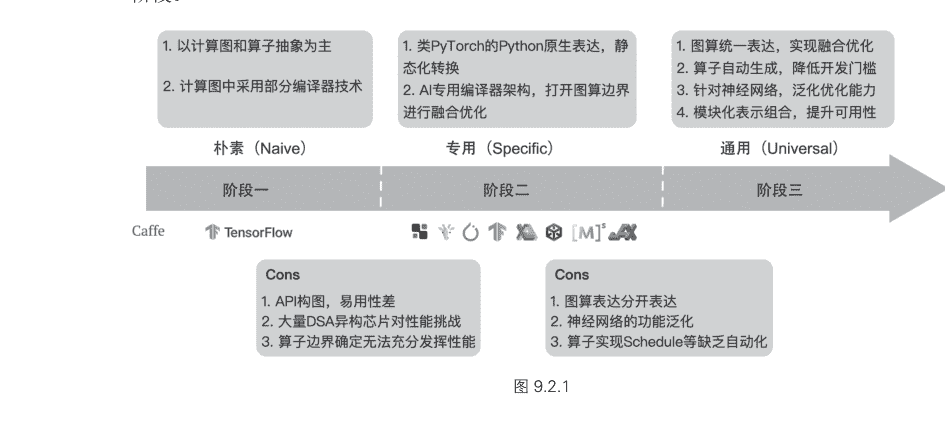 1. 以计算图和算子抽象为主
2. 计算图中采用部分编译器技术
1. 类PyTorch的Python原生表达，静
态化转换
2. AI专用编译器架构，打开图算边界
进行融合优化
1. 图算统一表达，实现融合优化
2. 算子自动生成，降低开发门槛
3. 针对神经网络，泛化优化能力
4. 模块化表示组合，提升可用性
朴素（Naive）
专用（Specific）
通用（Universal）
阶段一
阶段二
阶段三
Caffe
TensorFlow
[M]s
Cons
1. API构图，易用性差
2. 大量DSA异构芯片对性能挑战
3. 算子边界确定无法充分发挥性能
Cons
1. 图算表达分开表达
2. 神经网络的功能泛化
3. 算子实现Schedule等缺乏自动化
图 9.2.1